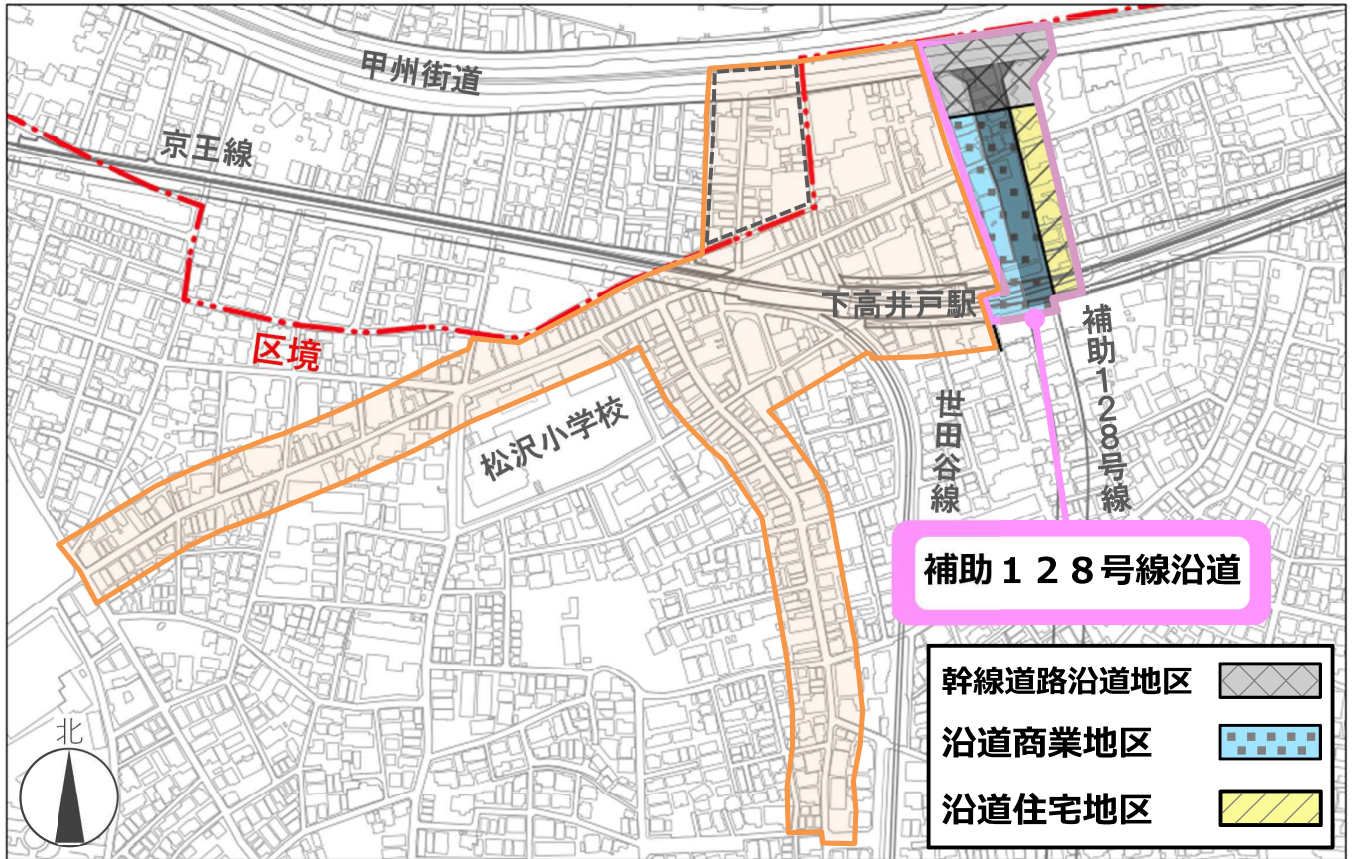 甲州街道
京王線
区境
下高井戸駅
松沢小学校
世田谷線
補助128号線
補助１２８号線沿道
幹線道路沿道地区
沿道商業地区
沿道住宅地区
北